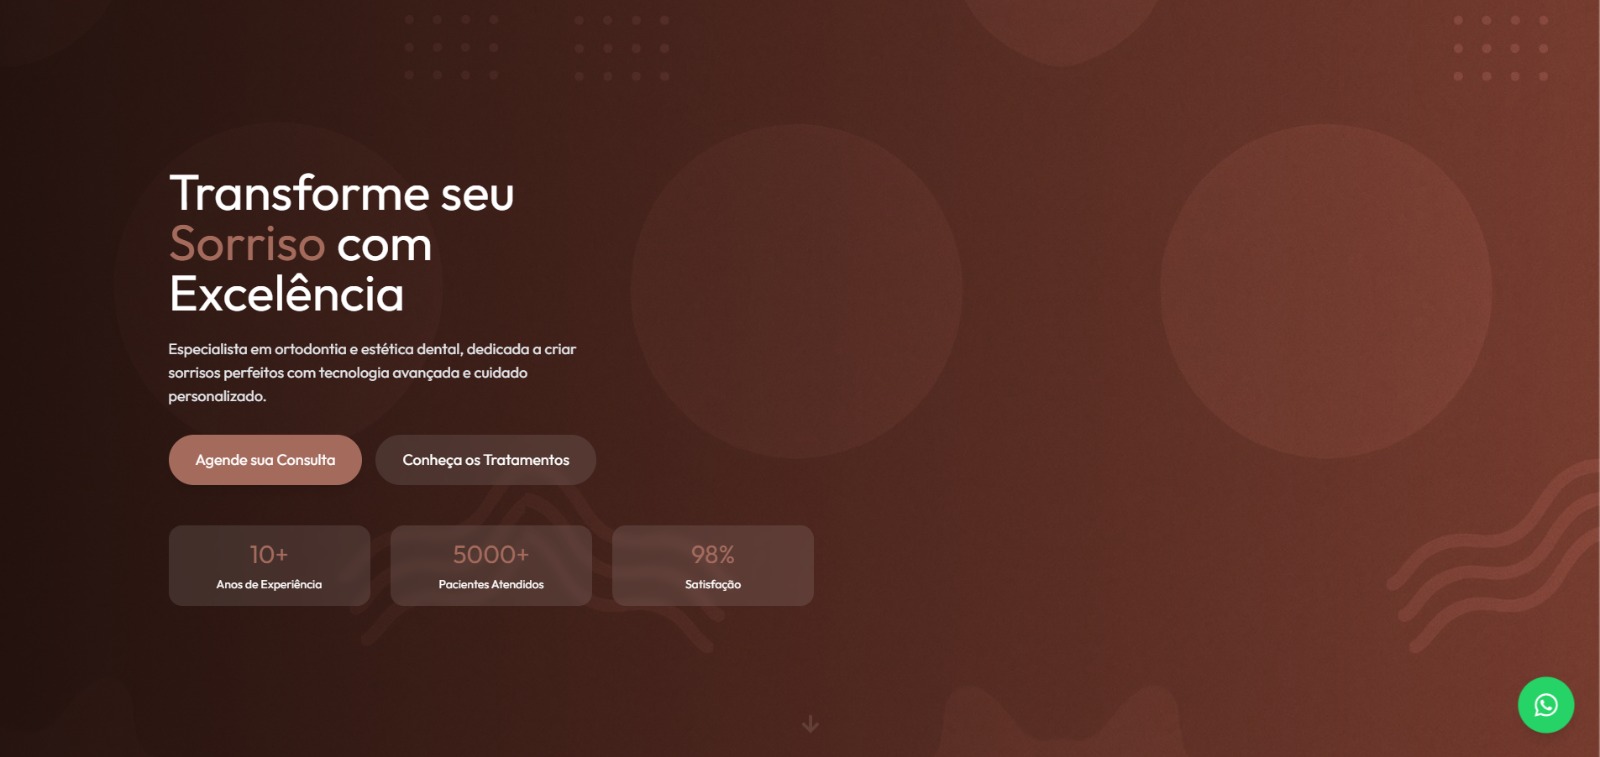 Transforme seu
Sorriso com
Excelência
Especialista em ortodontia e estética dental, dedicada a criar
sorrisos perfeitos com tecnologia avançada e cuidado
personalizado.
Agende sua Consulta
Conheça os Tratamentos
10+
Anos de Experiência
5000+
Pacientes Atendidos
98%
Satisfação